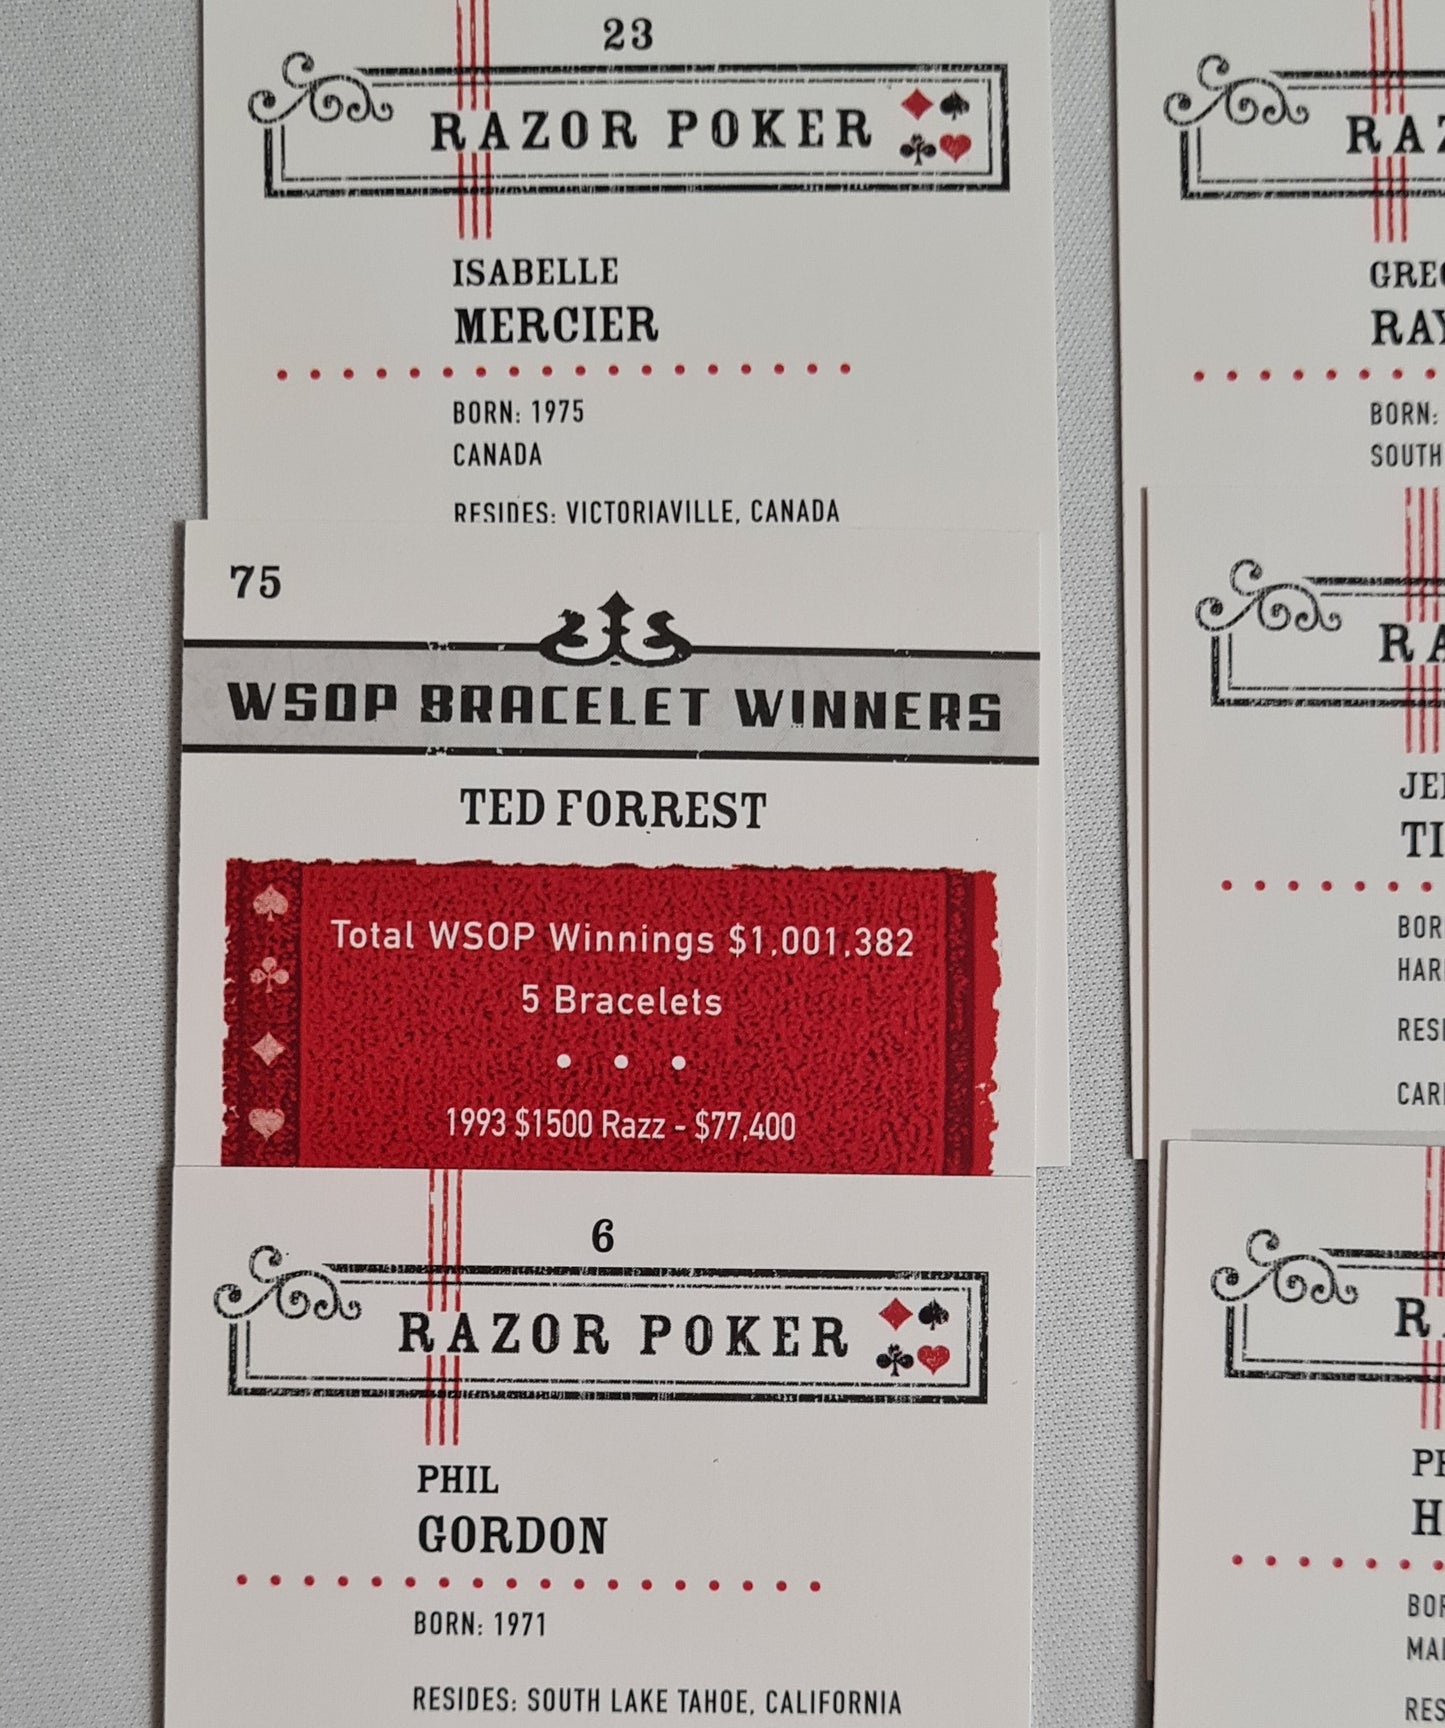 23
RAZOR POKER
ISABELLE
MERCIER
BORN: 1975
CANADA
RESIDES: VICTORIAVILLE, CANADA
75
WSOP BRACELET WINNERS
TED FORREST
Total WSOP Winnings $1,001,382
5 Bracelets
• • •
1993 $1500 Razz - $77,400
6
RAZOR POKER
PHIL
GORDON
BORN: 1971
RESIDES: SOUTH LAKE TAHOE, CALIFORNIA
BORN:
SOUTH